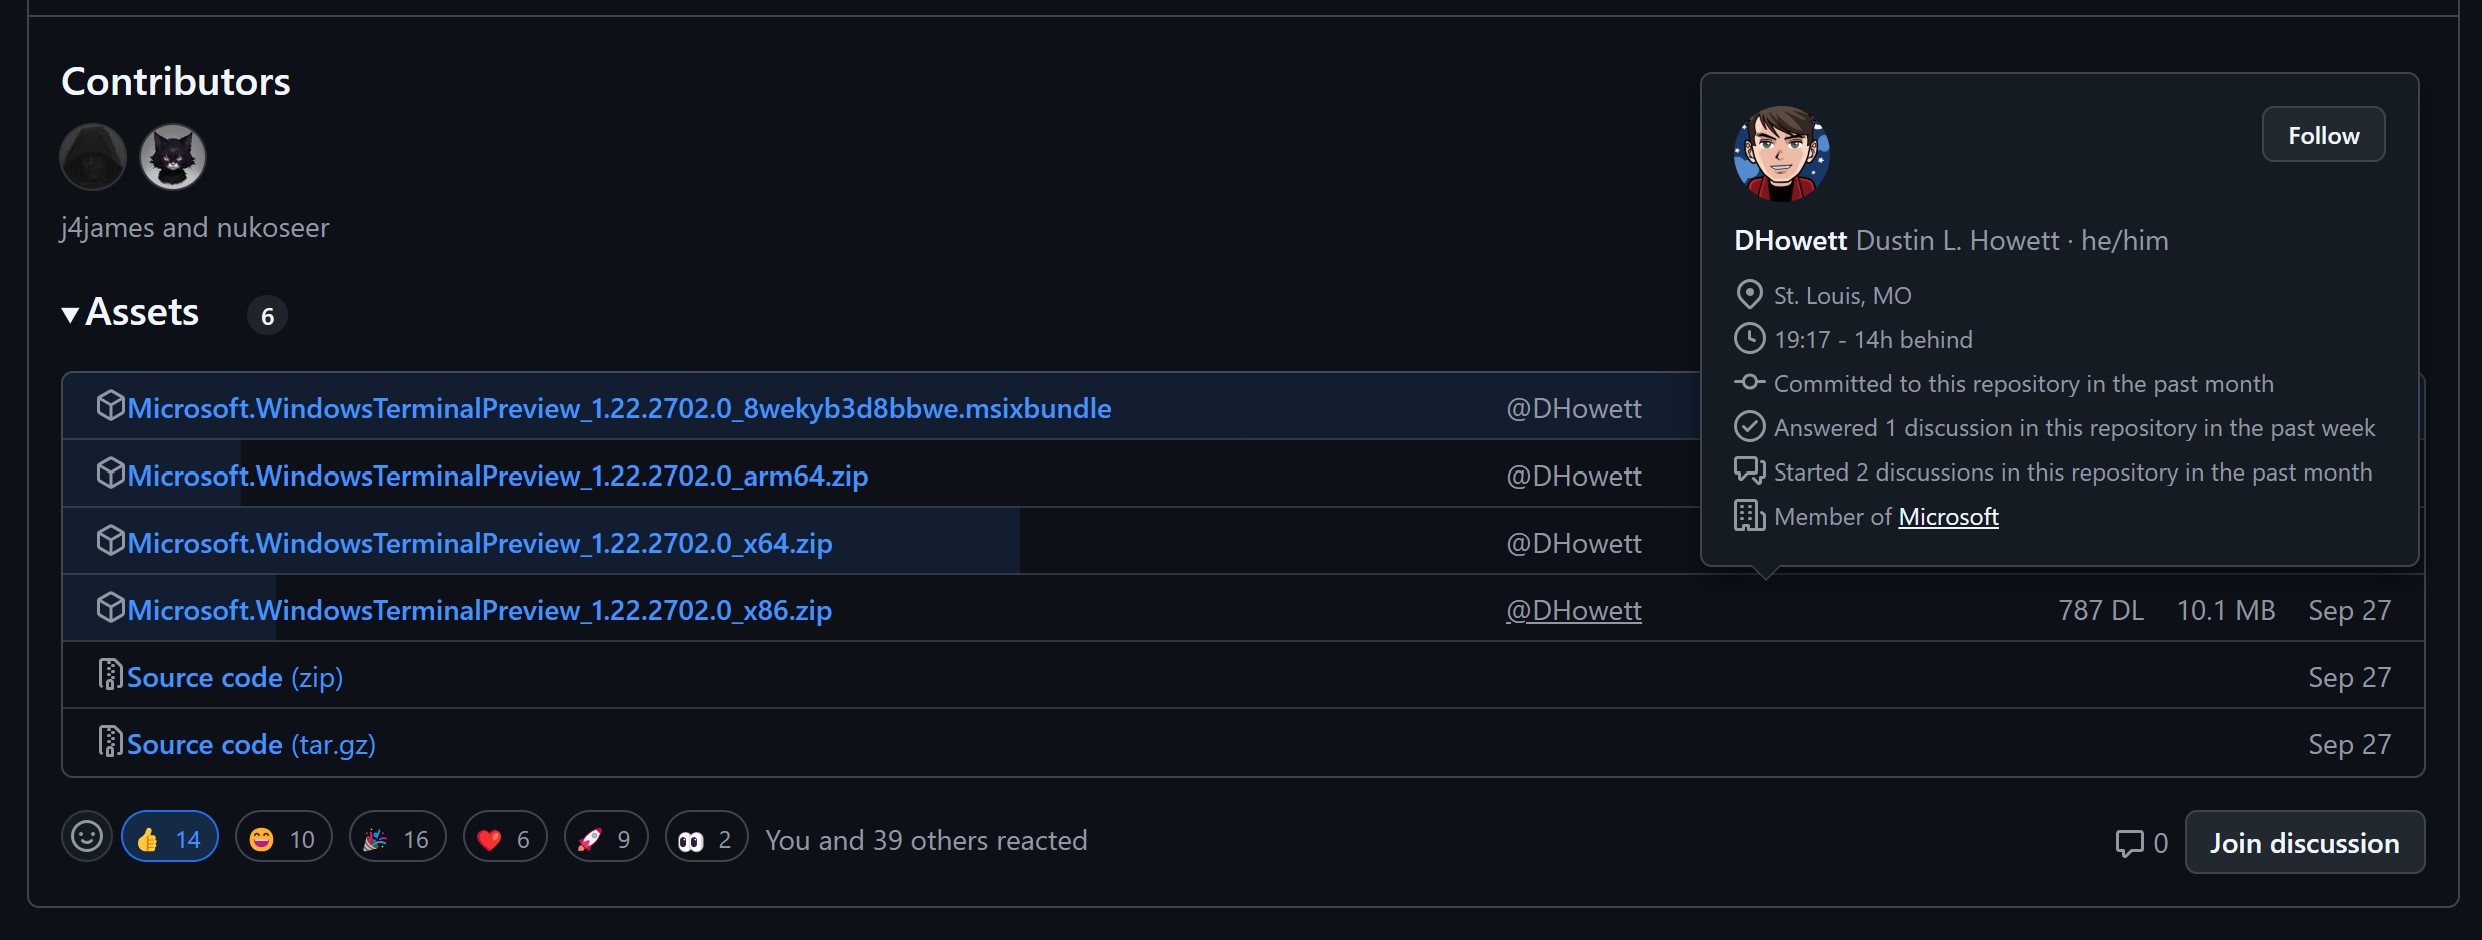 Contributors
j4james and nukoseer
Assets 6
Microsoft.WindowsTerminalPreview_1.22.2702.0_8wekyb3d8bbwe.msixbundle @DHowett
Microsoft.WindowsTerminalPreview_1.22.2702.0_arm64.zip @DHowett
Microsoft.WindowsTerminalPreview_1.22.2702.0_x64.zip @DHowett
Microsoft.WindowsTerminalPreview_1.22.2702.0_x86.zip @DHowett 787 DL 10.1 MB Sep 27
Source code (zip) Sep 27
Source code (tar.gz) Sep 27
👍 14 😄 10 🎉 16 ❤️ 6 🚀 9 👀 2 You and 39 others reacted
0 Join discussion
Follow
DHowett Dustin L. Howett · he/him
St. Louis, MO
19:17 - 14h behind
Committed to this repository in the past month
Answered 1 discussion in this repository in the past week
Started 2 discussions in this repository in the past month
Member of Microsoft